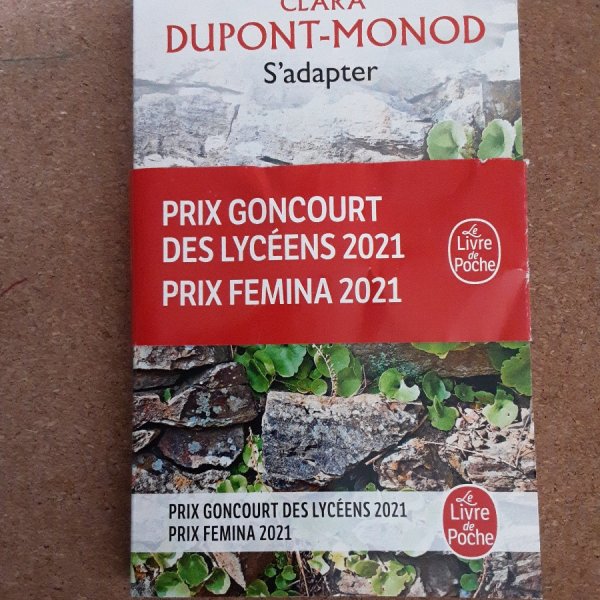 CLARA
DUPONT-MONOD
S'adapter
PRIX GONCOURT
DES LYCÉENS 2021
PRIX FEMINA 2021
Le
Livre
de
Poche
PRIX GONCOURT DES LYCÉENS 2021
PRIX FEMINA 2021
Le
Livre
de
Poche